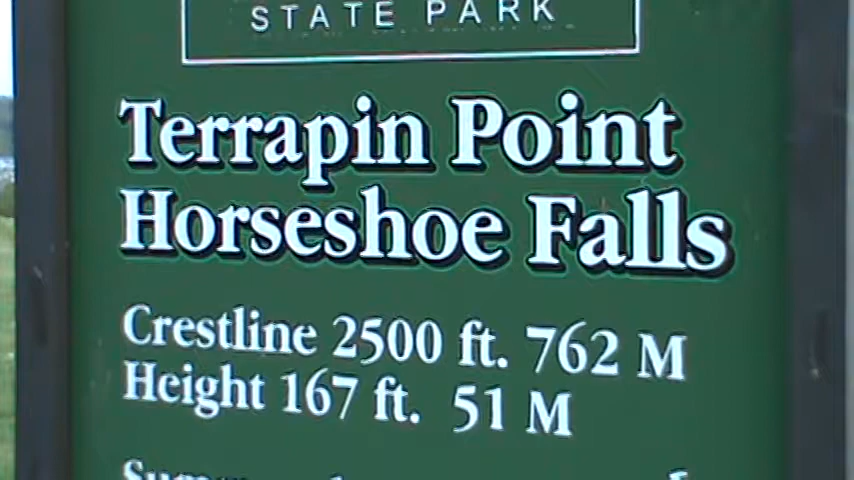 STATE PARK
Terrapin Point
Horseshoe Falls
Crestline 2500 ft. 762 M
Height 167 ft. 51 M